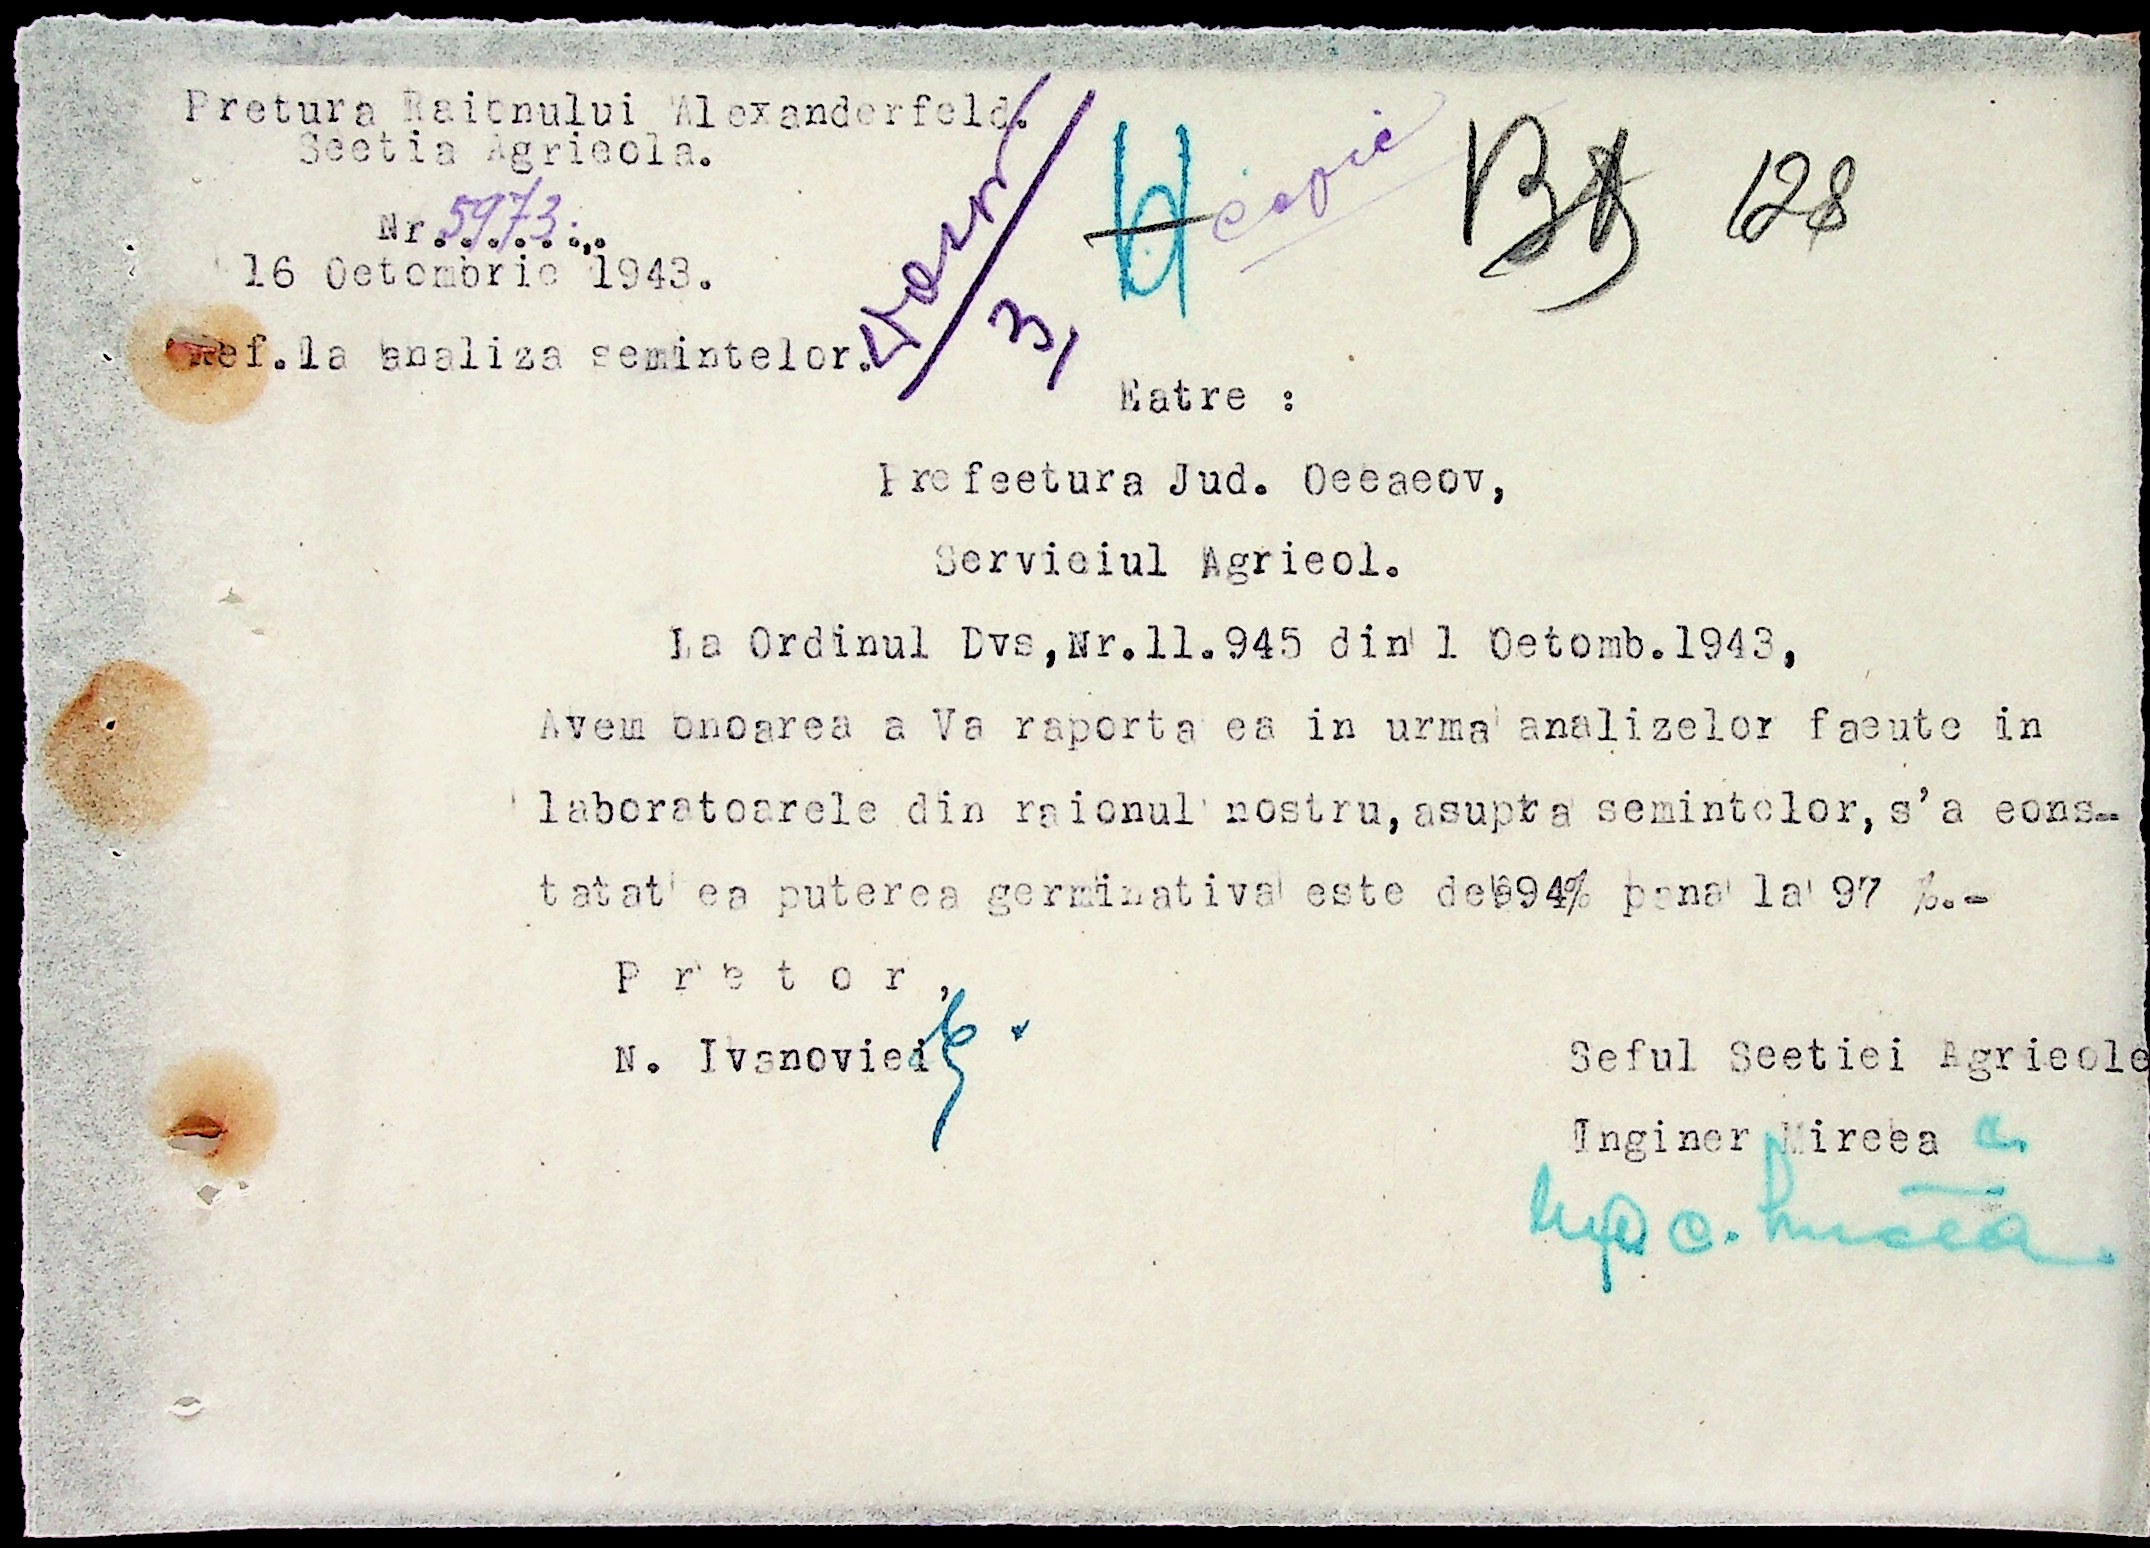 Pretura Raionului Alexanderfeld.
Sectia Agricola.
Nr. 5973.
16 Octombrie 1943.
Ref.la analiza semintelor.
copie
128
Catre :
Prefectura Jud. Oceacov,
Serviciul Agricol.
La Ordinul Dvs,Nr.11.945 din 1 Octomb.1943,
Avem onoarea a Va raporta ca in urma analizelor facute in
laboratoarele din raionul nostru,asupra semintelor,s'a cons-
tatat ca puterea germinativa este de 94% pana la 97 %.-
P r e t o r ,
N. Ivanovici
Seful Sectiei Agricole
Inginer Mircea C.
Ing. C. Mircea.